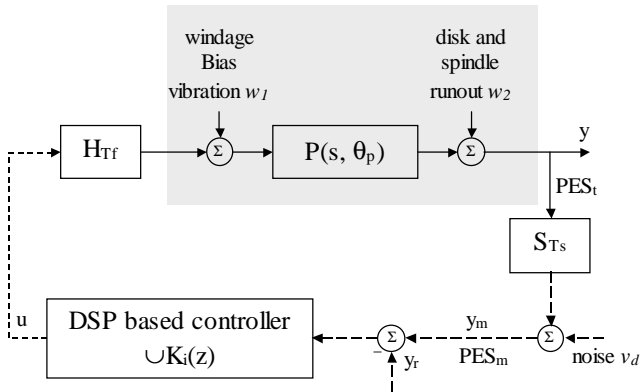 windage
Bias
vibration w1
disk and
spindle
runout w2
y
HTf
Σ
P(s, θp)
Σ
PESt
STs
u
DSP based controller
∪Ki(z)
Σ
−
yr
ym
PESm
Σ
noise vd